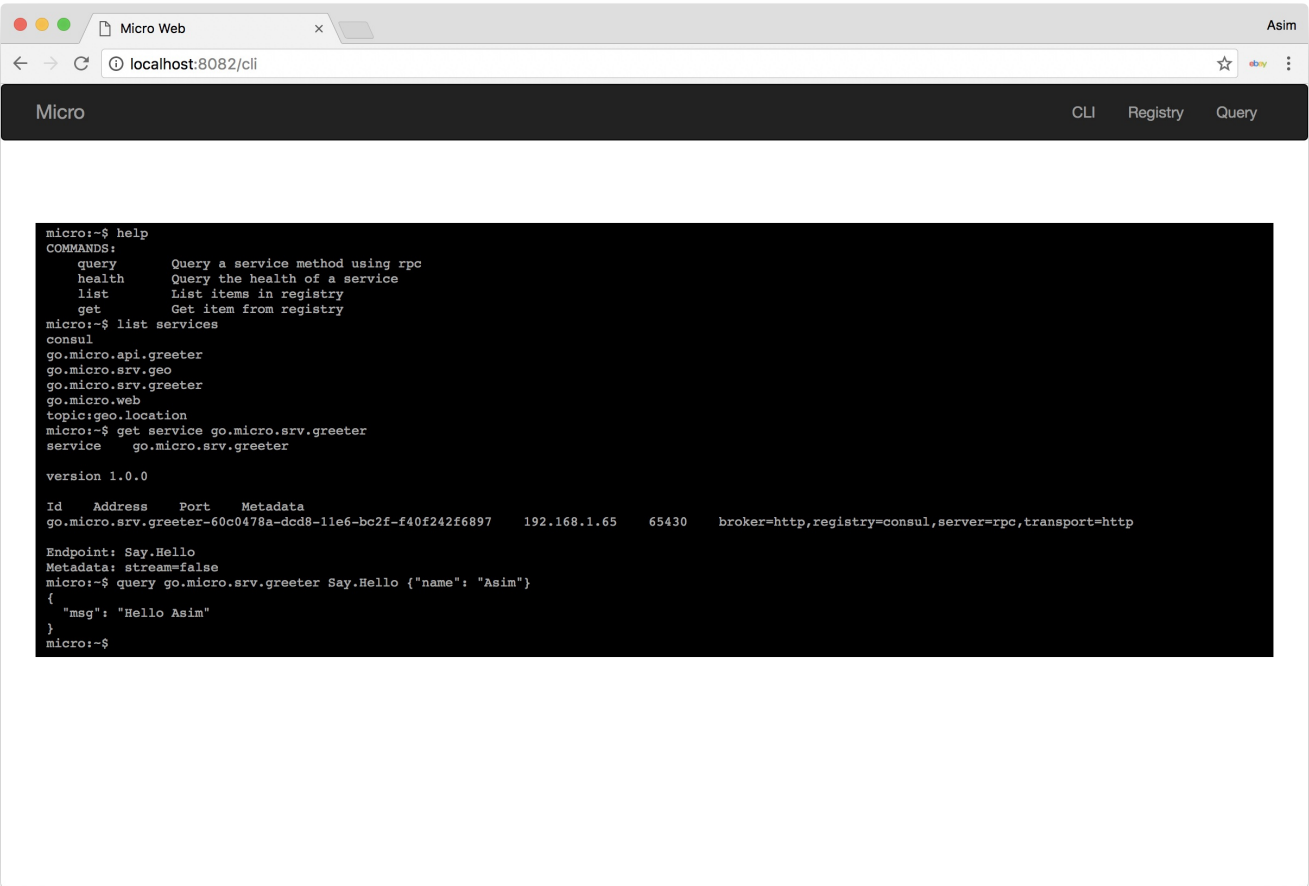 Micro Web
Asim
localhost:8082/cli
ebay
Micro
CLI Registry Query
micro:~$ help
COMMANDS:
    query       Query a service method using rpc
    health      Query the health of a service
    list        List items in registry
    get         Get item from registry
micro:~$ list services
consul
go.micro.api.greeter
go.micro.srv.geo
go.micro.srv.greeter
go.micro.web
topic:geo.location
micro:~$ get service go.micro.srv.greeter
service    go.micro.srv.greeter
version 1.0.0
Id    Address    Port    Metadata
go.micro.srv.greeter-60c0478a-dcd8-11e6-bc2f-f40f242f6897    192.168.1.65    65430    broker=http,registry=consul,server=rpc,transport=http
Endpoint: Say.Hello
Metadata: stream=false
micro:~$ query go.micro.srv.greeter Say.Hello {"name": "Asim"}
{
  "msg": "Hello Asim"
}
micro:~$